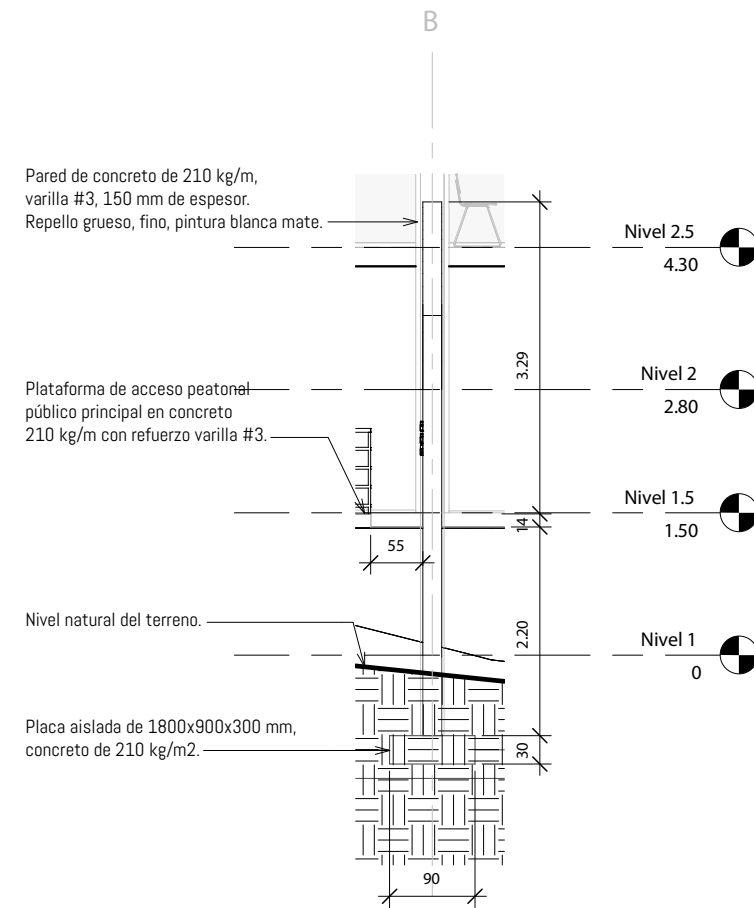 B
Pared de concreto de 210 kg/m,
varilla #3, 150 mm de espesor.
Repello grueso, fino, pintura blanca mate.
Nivel 2.5
4.30
3.29
Plataforma de acceso peatonal
público principal en concreto
210 kg/m con refuerzo varilla #3.
Nivel 2
2.80
Nivel 1.5
1.50
14
55
Nivel natural del terreno.
2.20
Nivel 1
0
Placa aislada de 1800x900x300 mm,
concreto de 210 kg/m2.
30
90